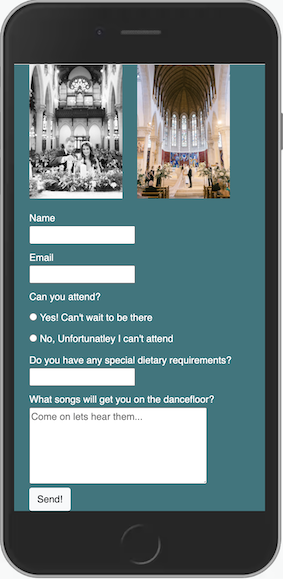 Name
Email
Can you attend?
Yes! Can't wait to be there
No, Unfortunatley I can't attend
Do you have any special dietary requirements?
What songs will get you on the dancefloor?
Come on lets hear them...
Send!